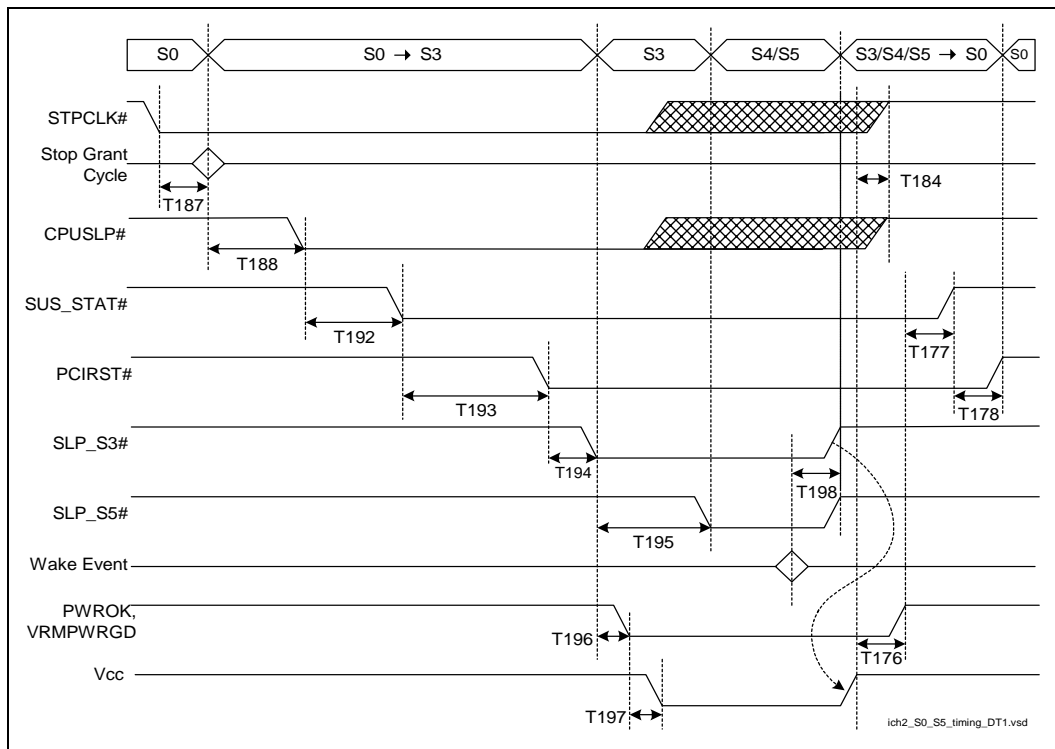 S0
S0 → S3
S3
S4/S5
S3/S4/S5 → S0
S0
STPCLK#
Stop Grant
Cycle
T184
T187
CPUSLP#
T188
SUS_STAT#
T192
T177
PCIRST#
T193
T178
SLP_S3#
T194
T198
SLP_S5#
T195
Wake Event
PWROK,
VRMPWRGD
T196
T176
Vcc
T197
ich2_S0_S5_timing_DT1.vsd